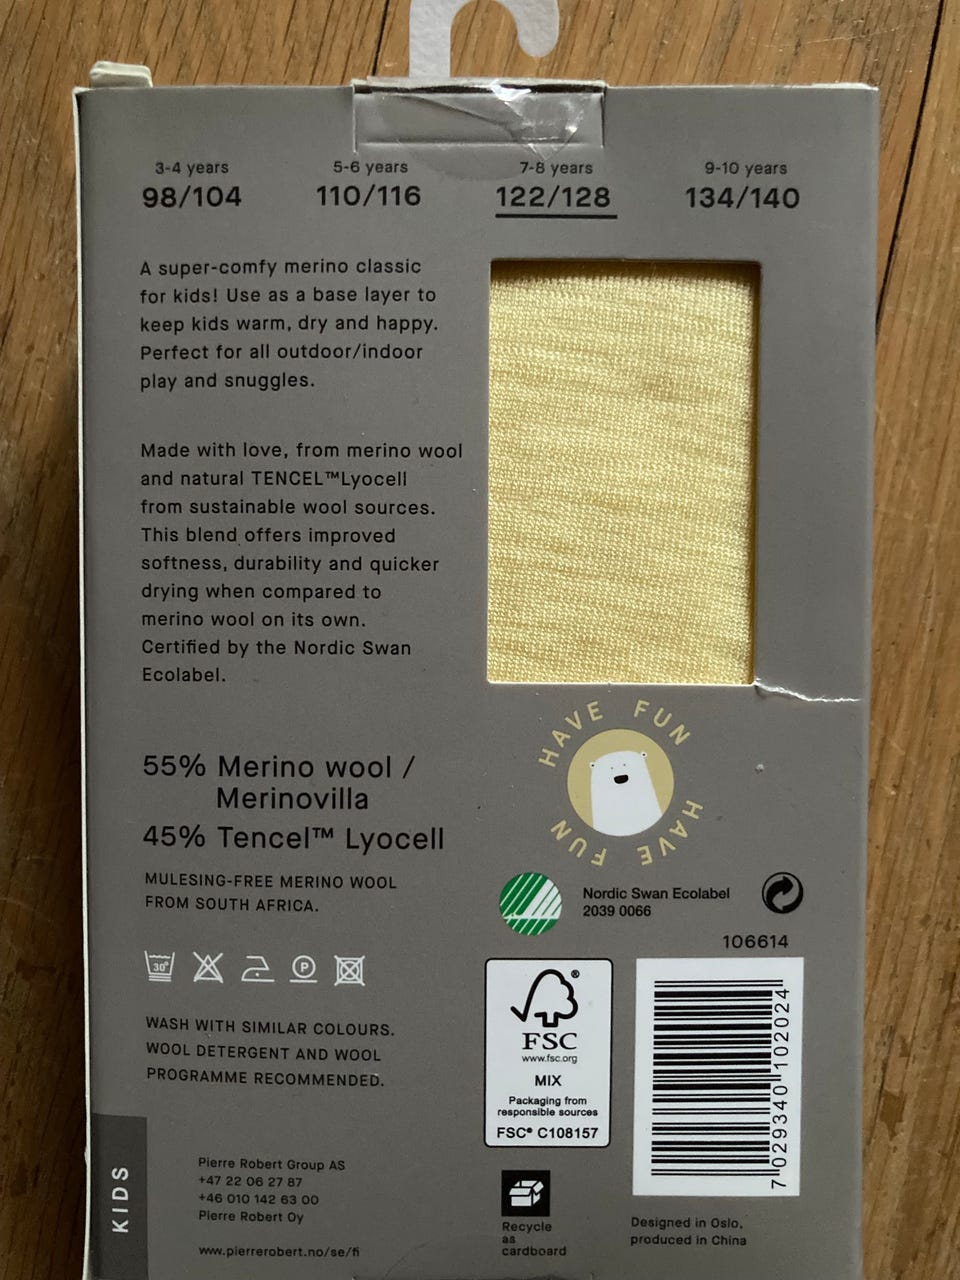 3-4 years
98/104
5-6 years
110/116
7-8 years
122/128
9-10 years
134/140
A super-comfy merino classic
for kids! Use as a base layer to
keep kids warm, dry and happy.
Perfect for all outdoor/indoor
play and snuggles.
Made with love, from merino wool
and natural TENCEL™Lyocell
from sustainable wool sources.
This blend offers improved
softness, durability and quicker
drying when compared to
merino wool on its own.
Certified by the Nordic Swan
Ecolabel.
55% Merino wool /
Merinovilla
45% Tencel™ Lyocell
MULESING-FREE MERINO WOOL
FROM SOUTH AFRICA.
30°
P
WASH WITH SIMILAR COLOURS.
WOOL DETERGENT AND WOOL
PROGRAMME RECOMMENDED.
KIDS
Pierre Robert Group AS
+47 22 06 27 87
+46 010 142 63 00
Pierre Robert Oy
www.pierrerobert.no/se/fi
HAVE FUN
HAVE FUN
Nordic Swan Ecolabel
2039 0066
106614
®
FSC
www.fsc.org
MIX
Packaging from
responsible sources
FSC® C108157
7 029340 102024
Recycle
as
cardboard
Designed in Oslo,
produced in China